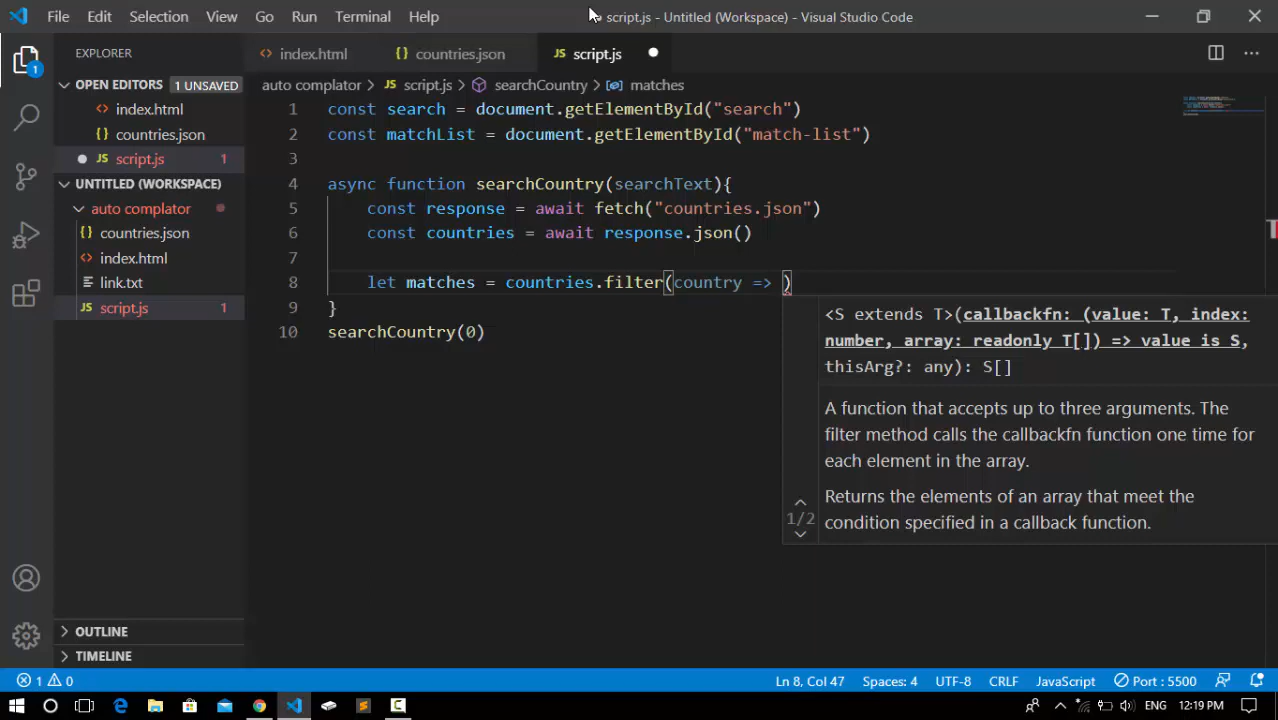 File Edit Selection View Go Run Terminal Help
script.js - Untitled (Workspace) - Visual Studio Code
EXPLORER
OPEN EDITORS 1 UNSAVED
index.html
countries.json
JS script.js 1
UNTITLED (WORKSPACE)
auto complator
{} countries.json
<> index.html
link.txt
JS script.js 1
OUTLINE
TIMELINE
1
<> index.html {} countries.json JS script.js
auto complator > JS script.js > searchCountry > matches
1 const search = document.getElementById("search")
2 const matchList = document.getElementById("match-list")
3
4 async function searchCountry(searchText){
5 const response = await fetch("countries.json")
6 const countries = await response.json()
7
8 let matches = countries.filter(country => )
9 }
10 searchCountry(0)
<S extends T>(callbackfn: (value: T, index:
number, array: readonly T[]) => value is S,
thisArg?: any): S[]
A function that accepts up to three arguments. The
filter method calls the callbackfn function one time for
each element in the array.
1/2
Returns the elements of an array that meet the
condition specified in a callback function.
1 0 Ln 8, Col 47 Spaces: 4 UTF-8 CRLF JavaScript Port : 5500
ENG 12:19 PM